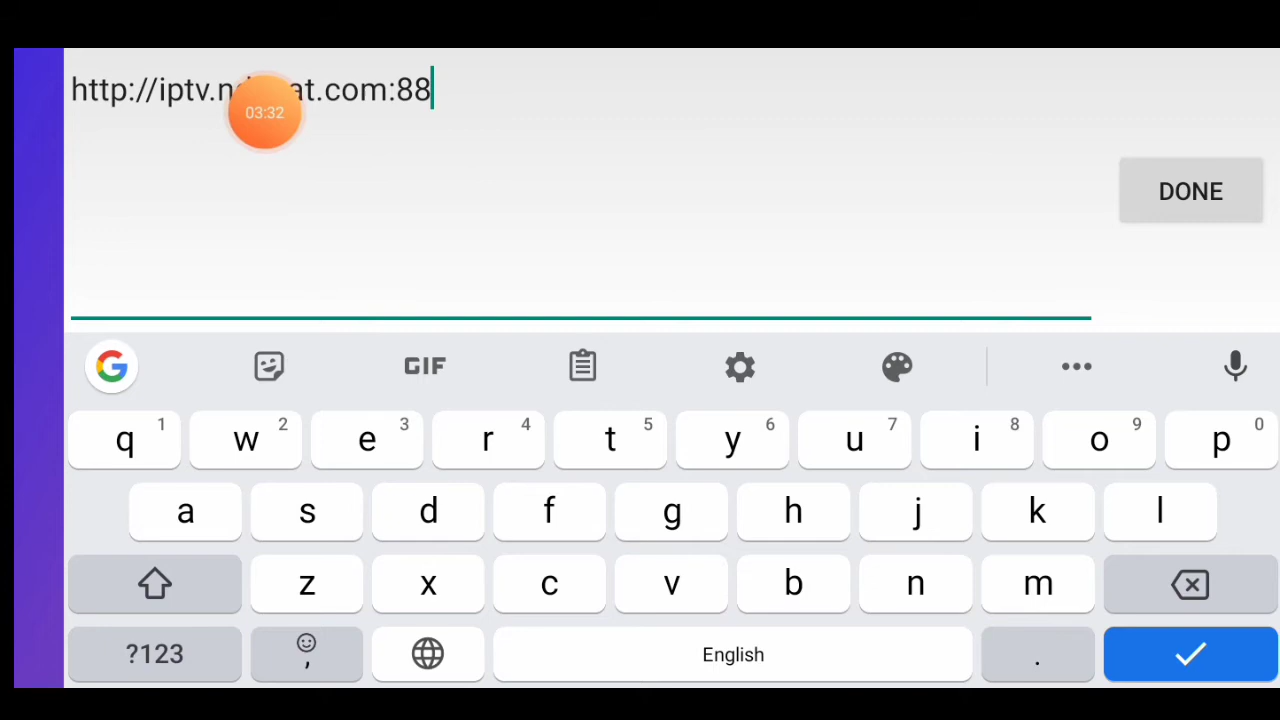 http://iptv.n at.com:88
03:32
DONE
GIF
q 1 w 2 e 3 r 4 t 5 y 6 u 7 i 8 o 9 p 0
a s d f g h j k l
z x c v b n m
?123 , English .